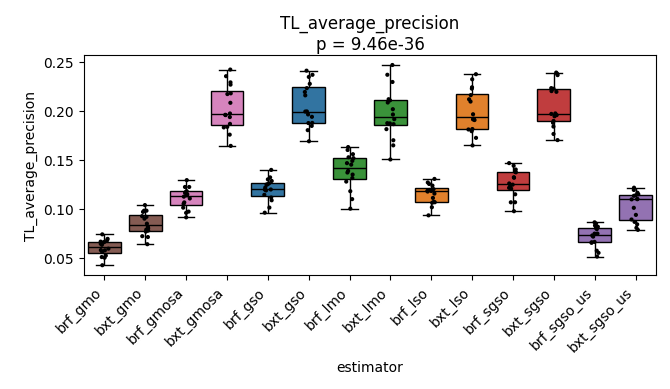 TL_average_precision
p = 9.46e-36
TL_average_precision
0.25
0.20
0.15
0.10
0.05
brf_gmo
bxt_gmo
brf_gmosa
bxt_gmosa
brf_gso
bxt_gso
brf_lmo
bxt_lmo
brf_lso
bxt_lso
brf_sgso
bxt_sgso
brf_sgso_us
bxt_sgso_us
estimator